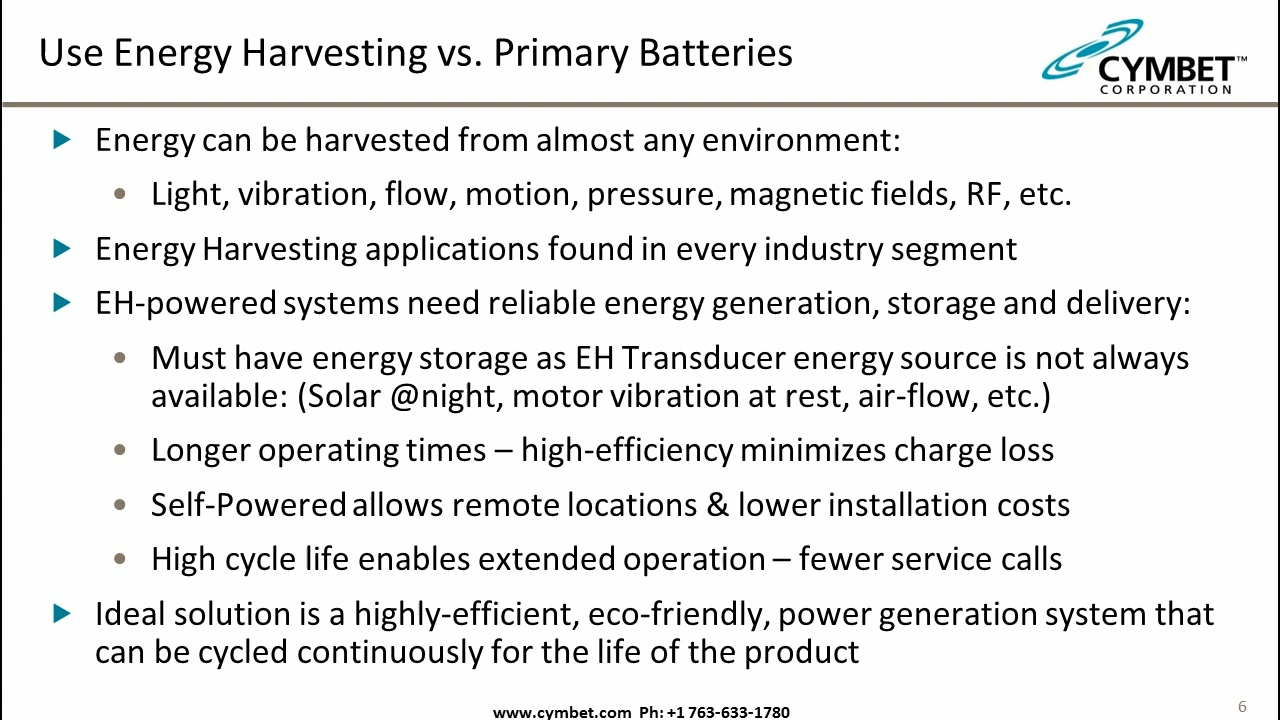 Use Energy Harvesting vs. Primary Batteries
CYMBET™
CORPORATION
Energy can be harvested from almost any environment:
Light, vibration, flow, motion, pressure, magnetic fields, RF, etc.
Energy Harvesting applications found in every industry segment
EH-powered systems need reliable energy generation, storage and delivery:
Must have energy storage as EH Transducer energy source is not always
available: (Solar @night, motor vibration at rest, air-flow, etc.)
Longer operating times – high-efficiency minimizes charge loss
Self-Powered allows remote locations & lower installation costs
High cycle life enables extended operation – fewer service calls
Ideal solution is a highly-efficient, eco-friendly, power generation system that
can be cycled continuously for the life of the product
www.cymbet.com Ph: +1 763-633-1780
6